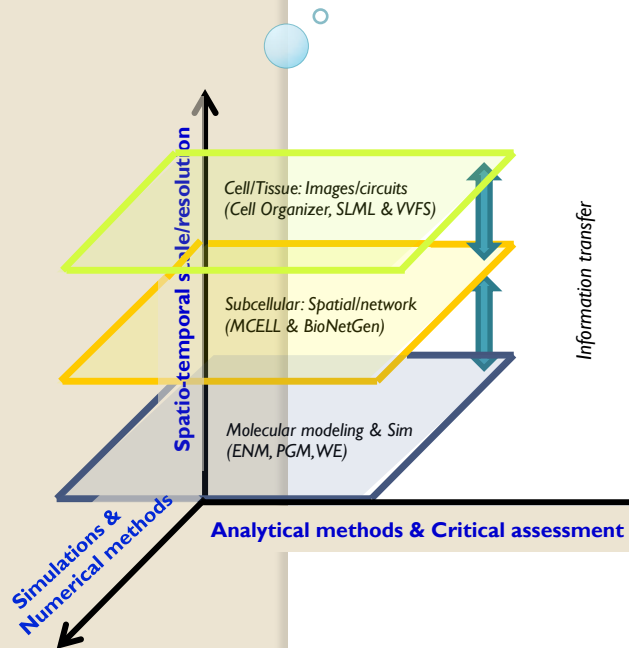 Spatio-temporal scale/resolution
Cell/Tissue: Images/circuits
(Cell Organizer, SLML & VVFS)
Subcellular: Spatial/network
(MCELL & BioNetGen)
Molecular modeling & Sim
(ENM, PGM, WE)
Information transfer
Simulations &
Numerical methods
Analytical methods & Critical assessment